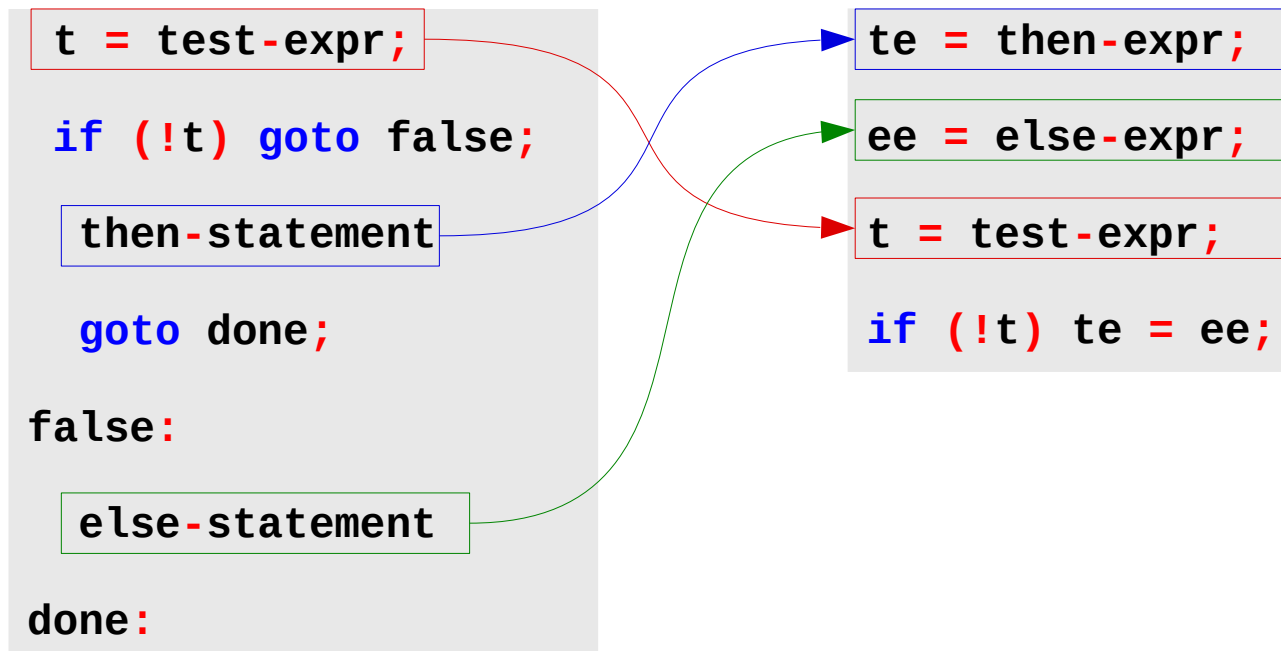 t = test-expr;
if (!t) goto false;
then-statement
goto done;
false:
else-statement
done:
te = then-expr;
ee = else-expr;
t = test-expr;
if (!t) te = ee;